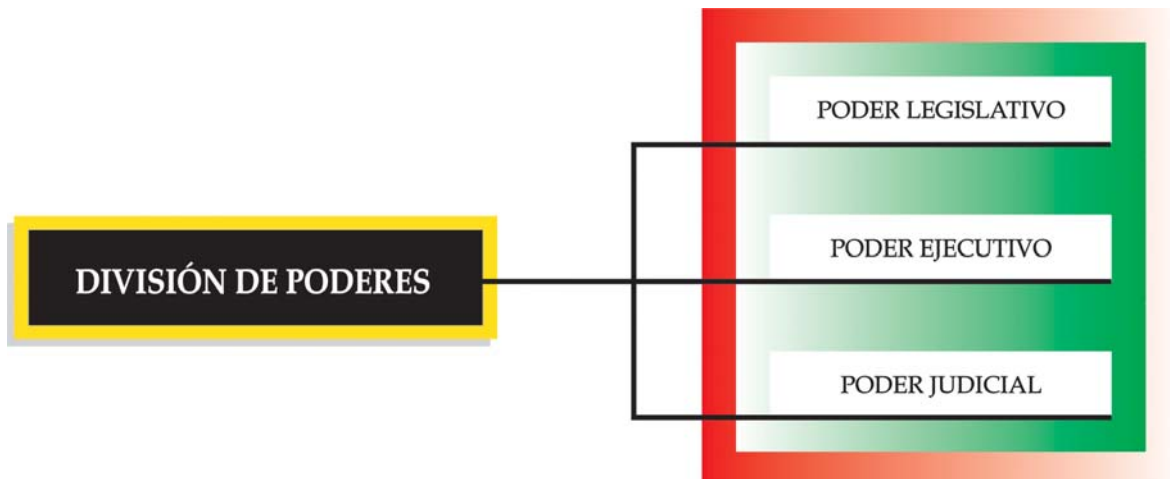 DIVISIÓN DE PODERES
PODER LEGISLATIVO
PODER EJECUTIVO
PODER JUDICIAL